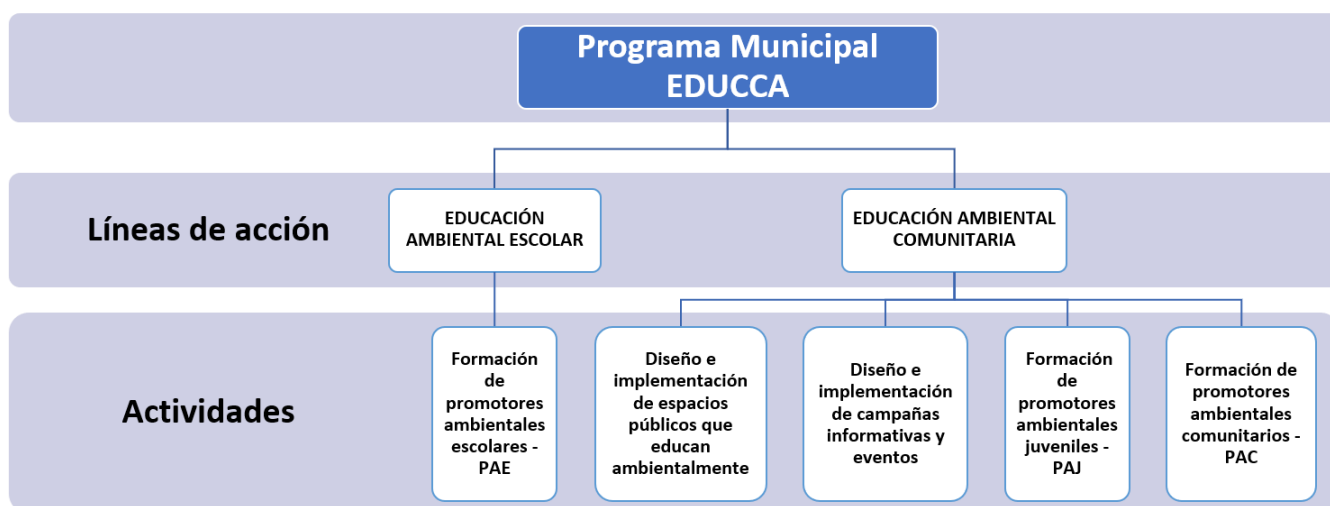 Programa Municipal
EDUCCA
Líneas de acción
EDUCACIÓN
AMBIENTAL ESCOLAR
EDUCACIÓN AMBIENTAL
COMUNITARIA
Actividades
Formación
de
promotores
ambientales
escolares -
PAE
Diseño e
implementación
de espacios
públicos que
educan
ambientalmente
Diseño e
implementación
de campañas
informativas y
eventos
Formación
de
promotores
ambientales
juveniles -
PAJ
Formación de
promotores
ambientales
comunitarios -
PAC